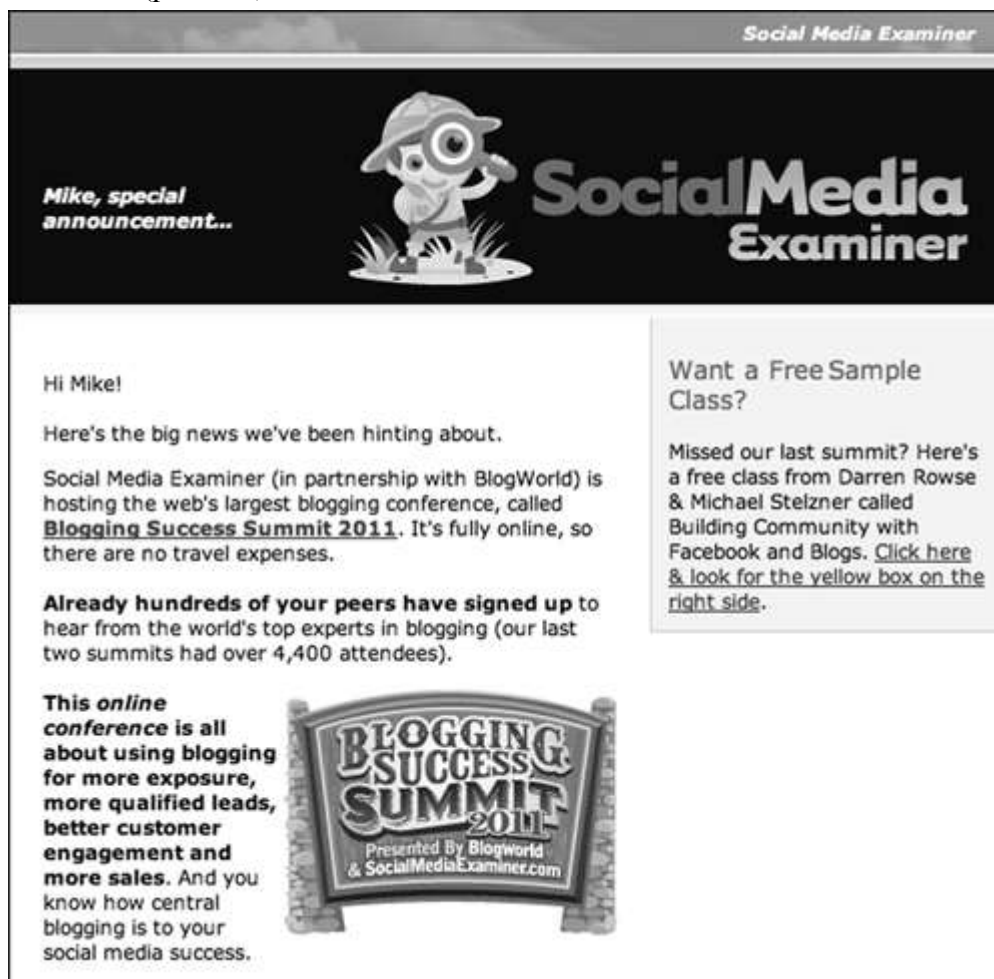 Social Media Examiner
Mike, special
announcement...
SocialMedia
Examiner
Hi Mike!
Here's the big news we've been hinting about.
Social Media Examiner (in partnership with BlogWorld) is
hosting the web's largest blogging conference, called
Blogging Success Summit 2011. It's fully online, so
there are no travel expenses.
Already hundreds of your peers have signed up to
hear from the world's top experts in blogging (our last
two summits had over 4,400 attendees).
This online
conference is all
about using blogging
for more exposure,
more qualified leads,
better customer
engagement and
more sales. And you
know how central
blogging is to your
social media success.
BLOGGING
SUCCESS
SUMMIT
2011
Presented By Blogworld
& SocialMediaExaminer.com
Want a Free Sample
Class?
Missed our last summit? Here's
a free class from Darren Rowse
& Michael Stelzner called
Building Community with
Facebook and Blogs. Click here
& look for the yellow box on the
right side.